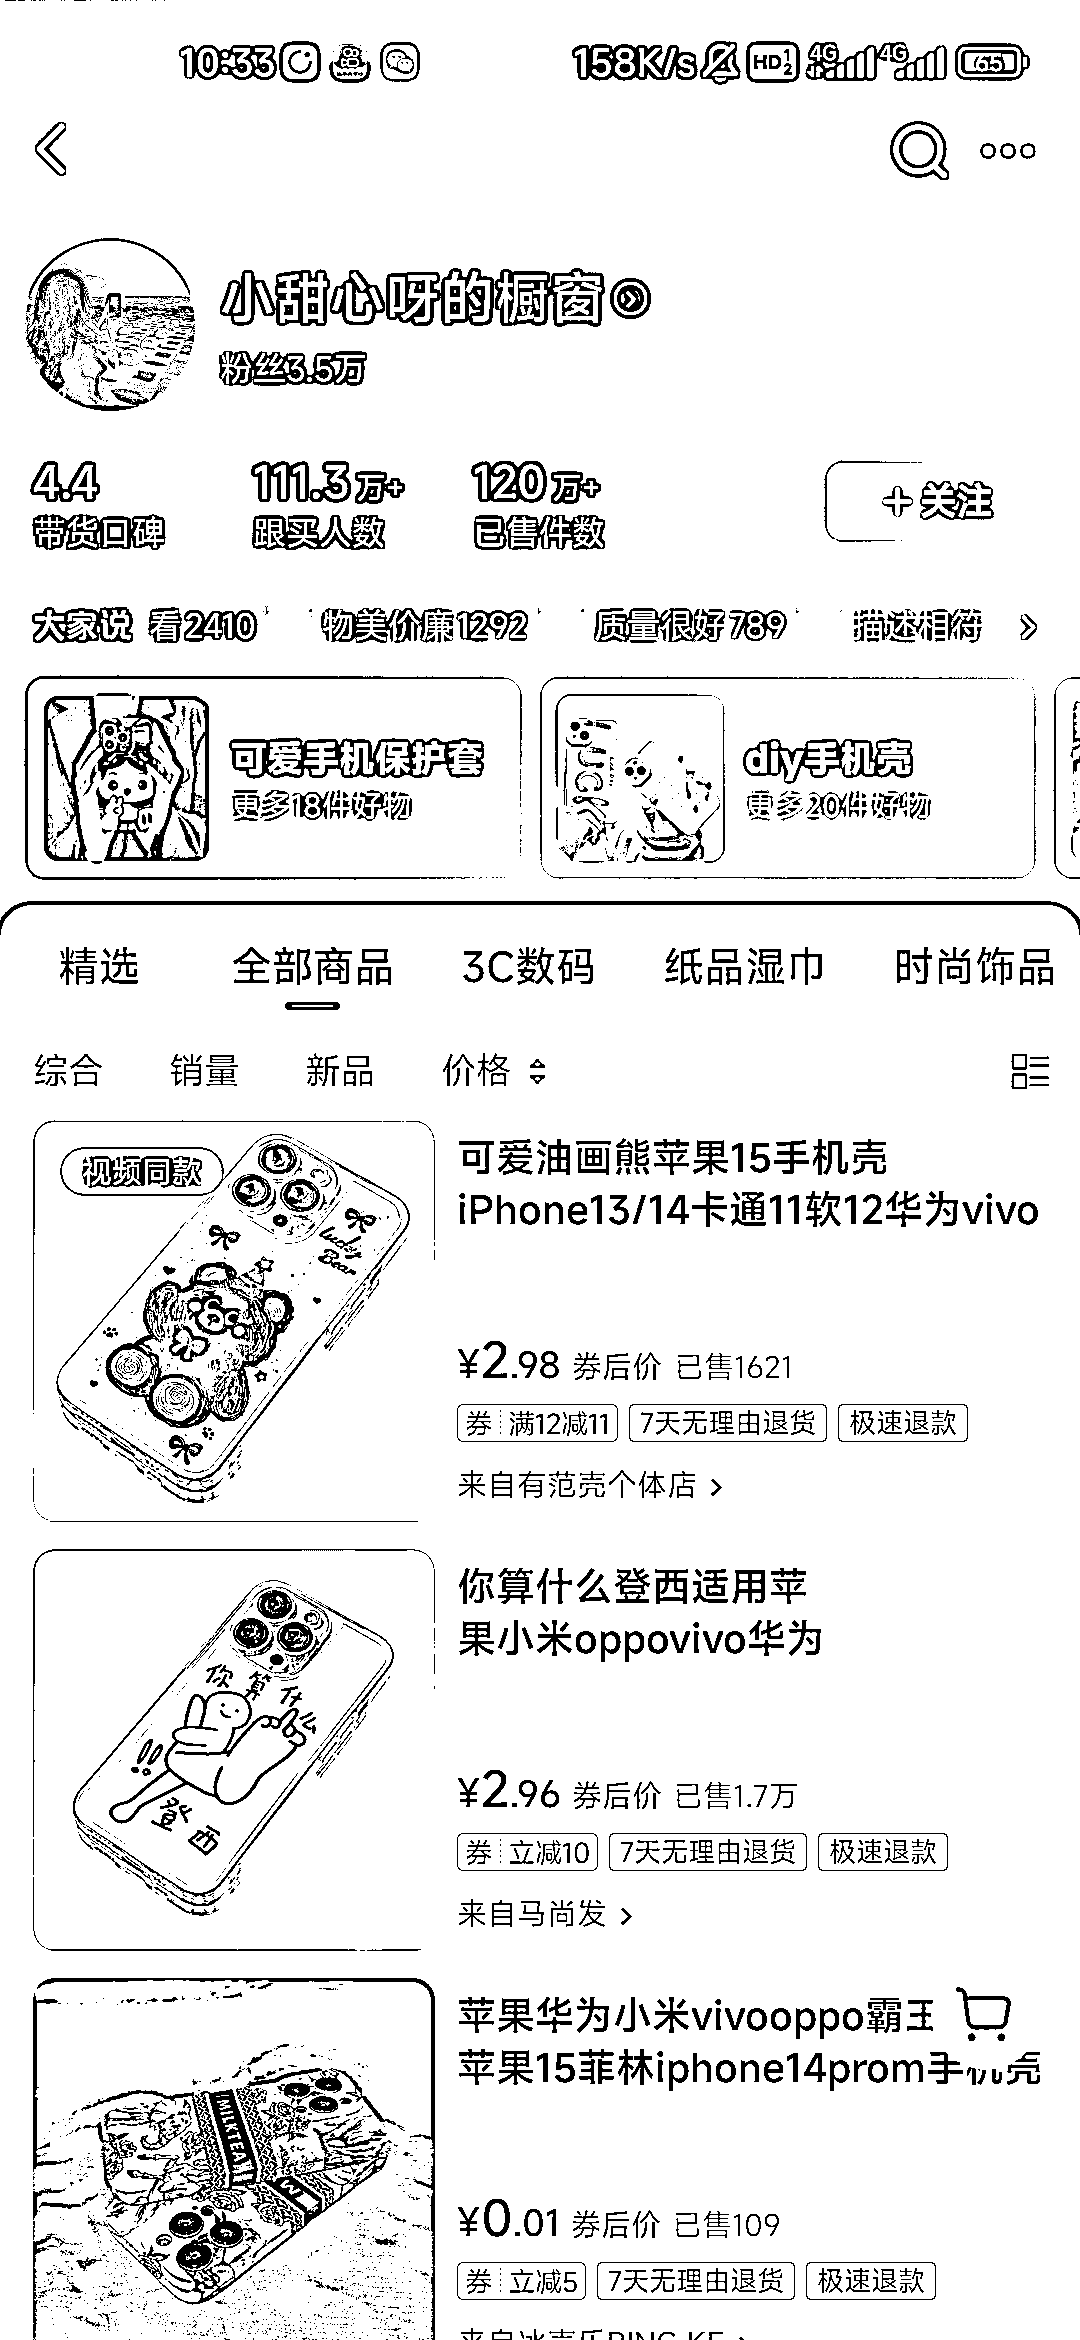 10:33
158K/s HD 1 2 4G 4G 65
小甜心呀的橱窗
粉丝3.5万
4.4 111.3万+ 120万+ +关注
带货口碑 跟买人数 已售件数
大家说 看2410 物美价廉1292 质量很好789 描述相符
可爱手机保护套 diy手机壳
更多18件好物 更多20件好物
精选 全部商品 3C数码 纸品湿巾 时尚饰品
综合 销量 新品 价格
视频同款
lucky
Bear
可爱油画熊苹果15手机壳
iPhone13/14卡通11软12华为vivo
¥2.98 券后价 已售1621
券 满12减11 7天无理由退货 极速退款
来自有范壳个体店
你算什么
!!
登西
你算什么登西适用苹
果小米oppovivo华为
¥2.96 券后价 已售1.7万
券 立减10 7天无理由退货 极速退款
来自马尚发
MILKTEA
苹果华为小米vivooppo霸王
苹果15菲林iphone14prom手机壳
¥0.01 券后价 已售109
券 立减5 7天无理由退货 极速退款